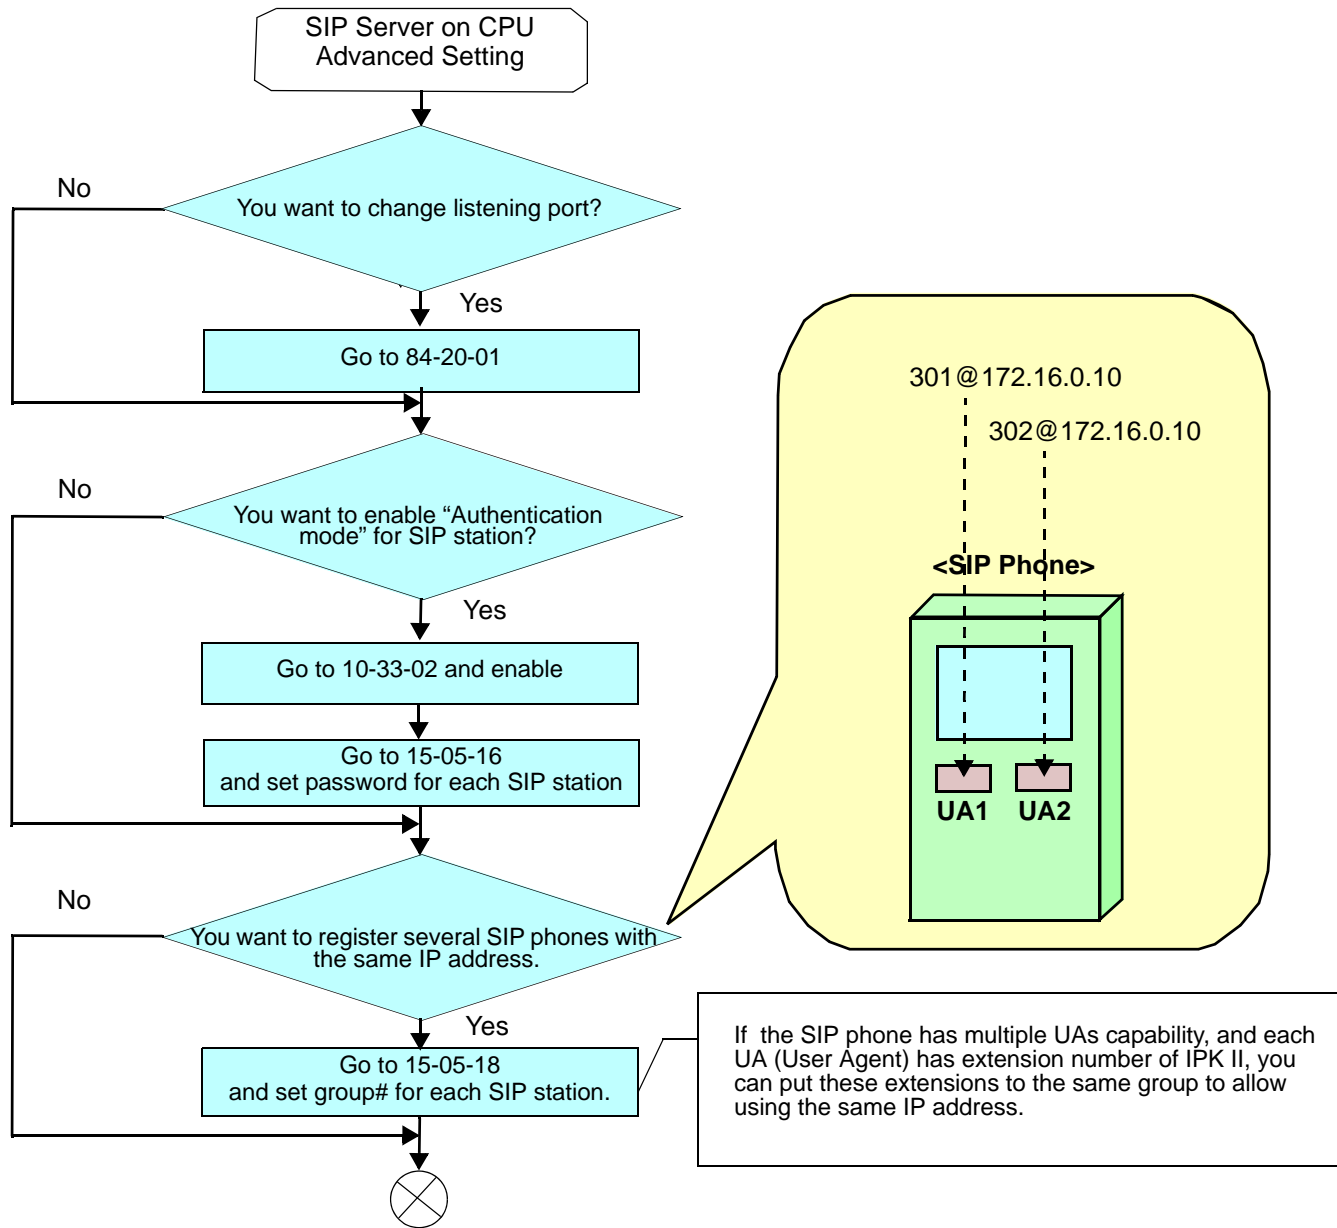 SIP Server on CPU
Advanced Setting
No
You want to change listening port?
Yes
Go to 84-20-01
No
You want to enable “Authentication
mode” for SIP station?
Yes
Go to 10-33-02 and enable
Go to 15-05-16
and set password for each SIP station
No
You want to register several SIP phones with
the same IP address.
Yes
Go to 15-05-18
and set group# for each SIP station.
301@172.16.0.10
302@172.16.0.10
<SIP Phone>
UA1 UA2
If the SIP phone has multiple UAs capability, and each
UA (User Agent) has extension number of IPK II, you
can put these extensions to the same group to allow
using the same IP address.